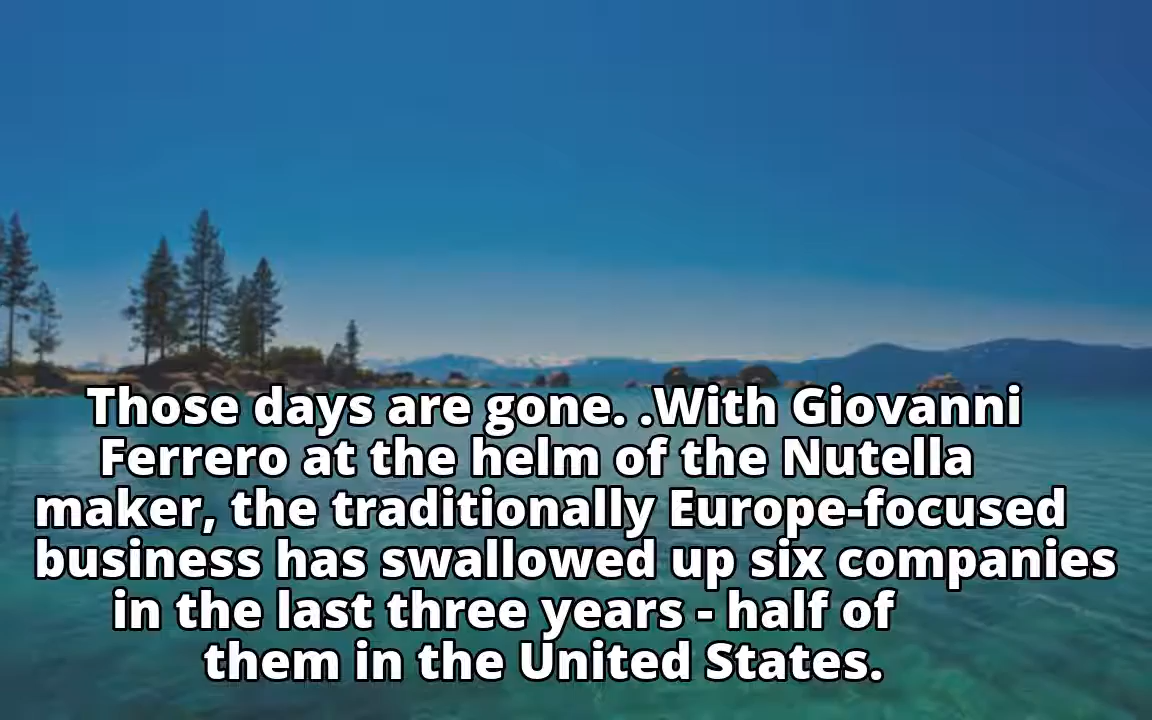 Those days are gone. .With Giovanni
Ferrero at the helm of the Nutella
maker, the traditionally Europe-focused
business has swallowed up six companies
in the last three years - half of
them in the United States.